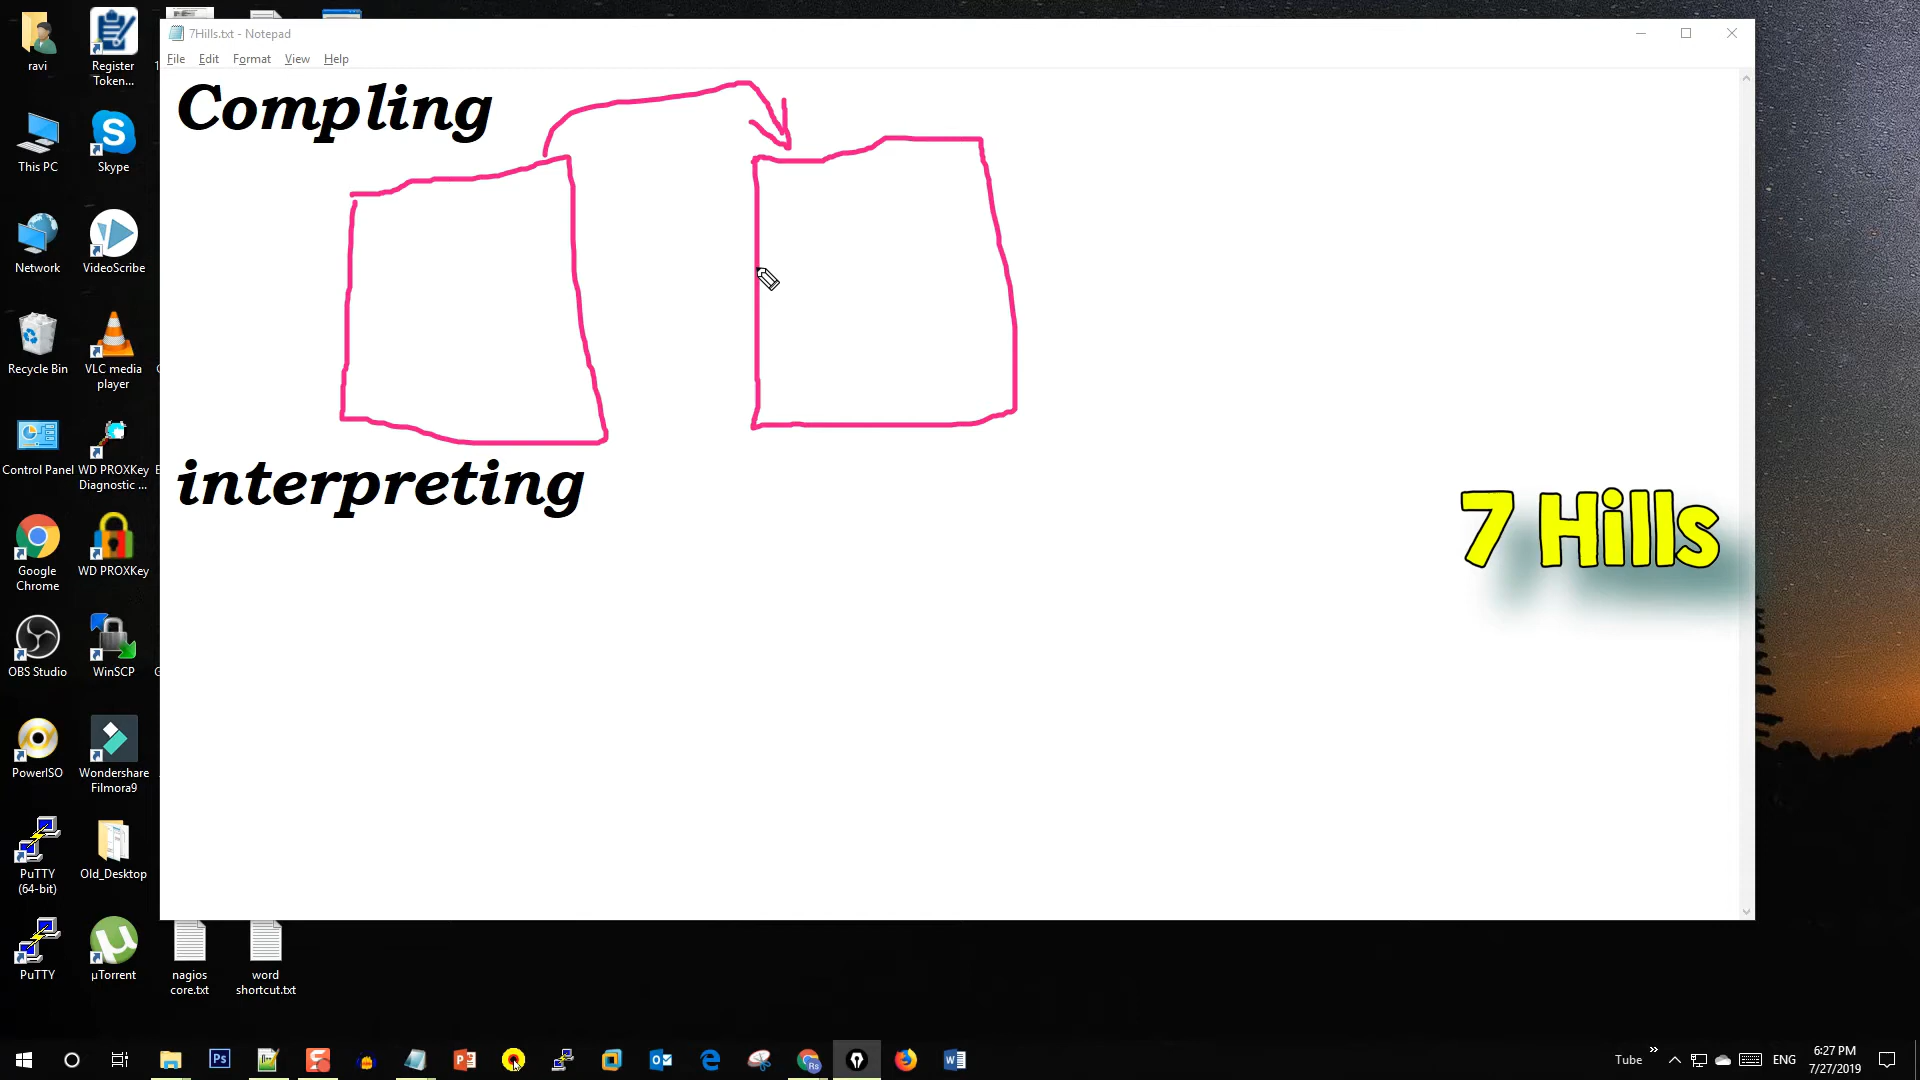 7Hills.txt - Notepad
File Edit Format View Help
Compling
interpreting
7 Hills
ravi
Register
Token...
This PC
Skype
Network
VideoScribe
Recycle Bin
VLC media
player
Control Panel
WD PROXKey
Diagnostic ...
Google
Chrome
WD PROXKey
OBS Studio
WinSCP
PowerISO
Wondershare
Filmora9
PuTTY
(64-bit)
Old_Desktop
PuTTY
µTorrent
nagios
core.txt
word
shortcut.txt
Tube
ENG
6:27 PM
7/27/2019